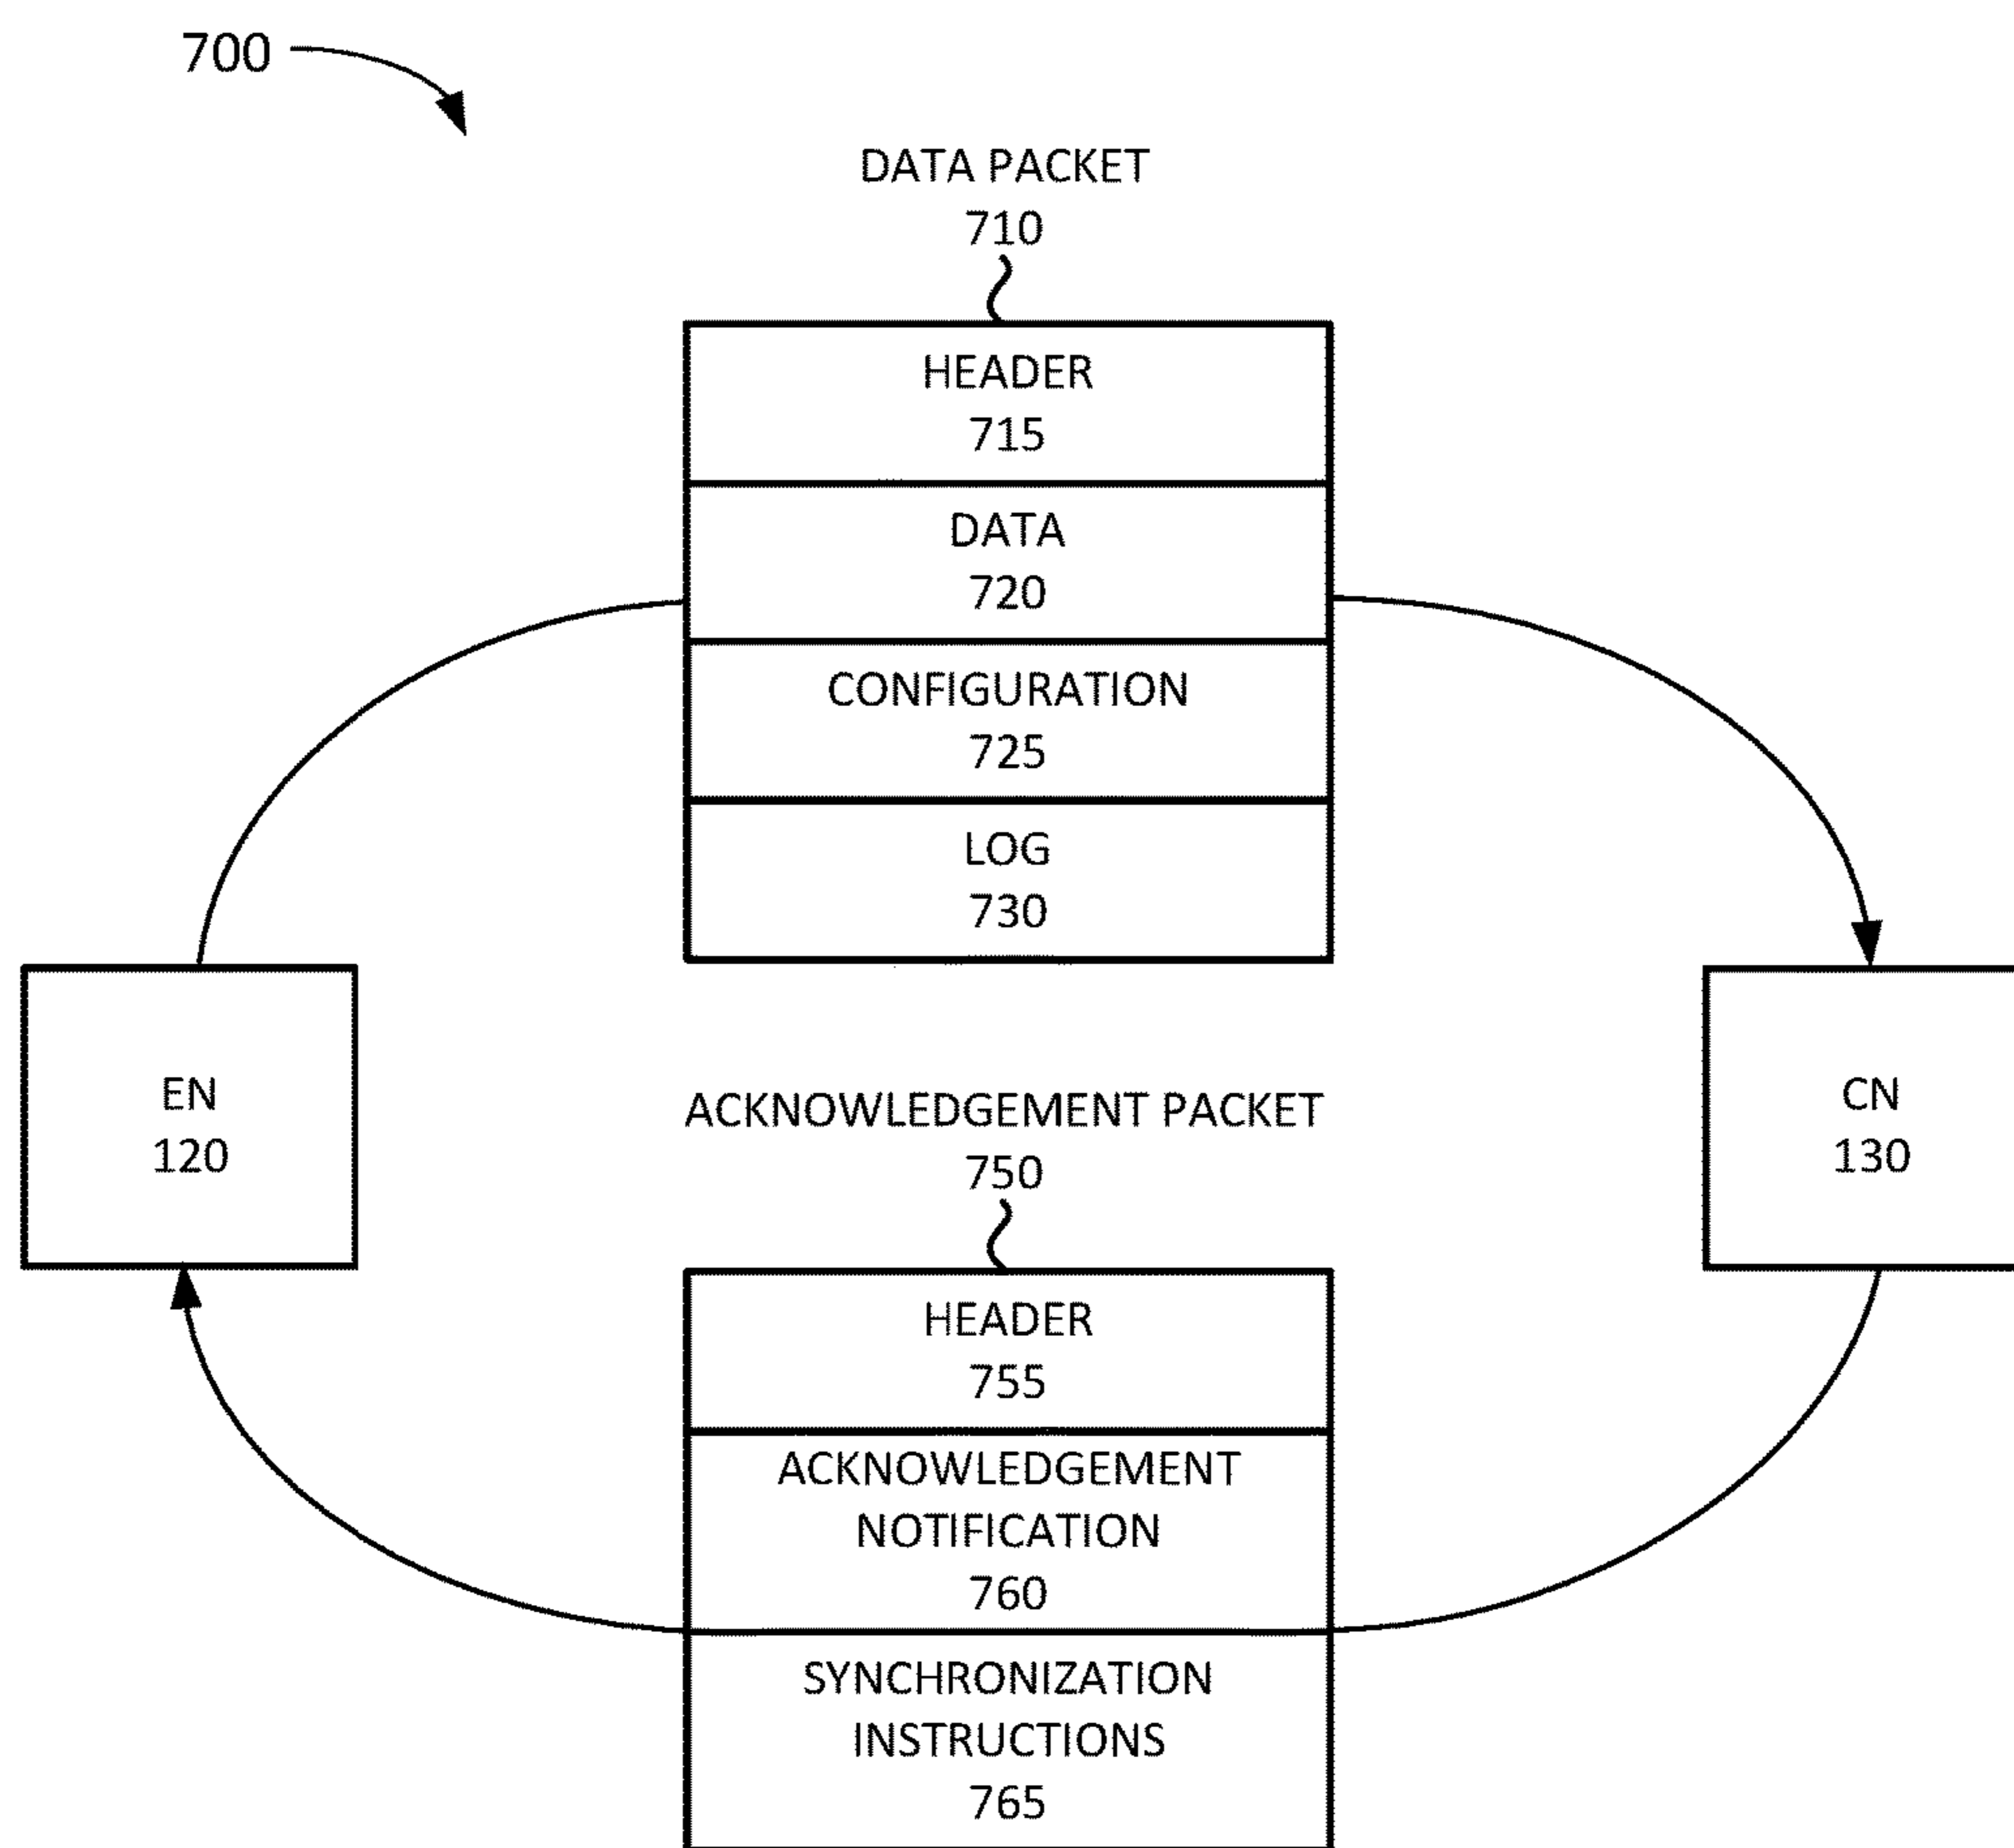 700
DATA PACKET
710
HEADER
715
DATA
720
CONFIGURATION
725
LOG
730
EN
120
CN
130
ACKNOWLEDGEMENT PACKET
750
HEADER
755
ACKNOWLEDGEMENT
NOTIFICATION
760
SYNCHRONIZATION
INSTRUCTIONS
765